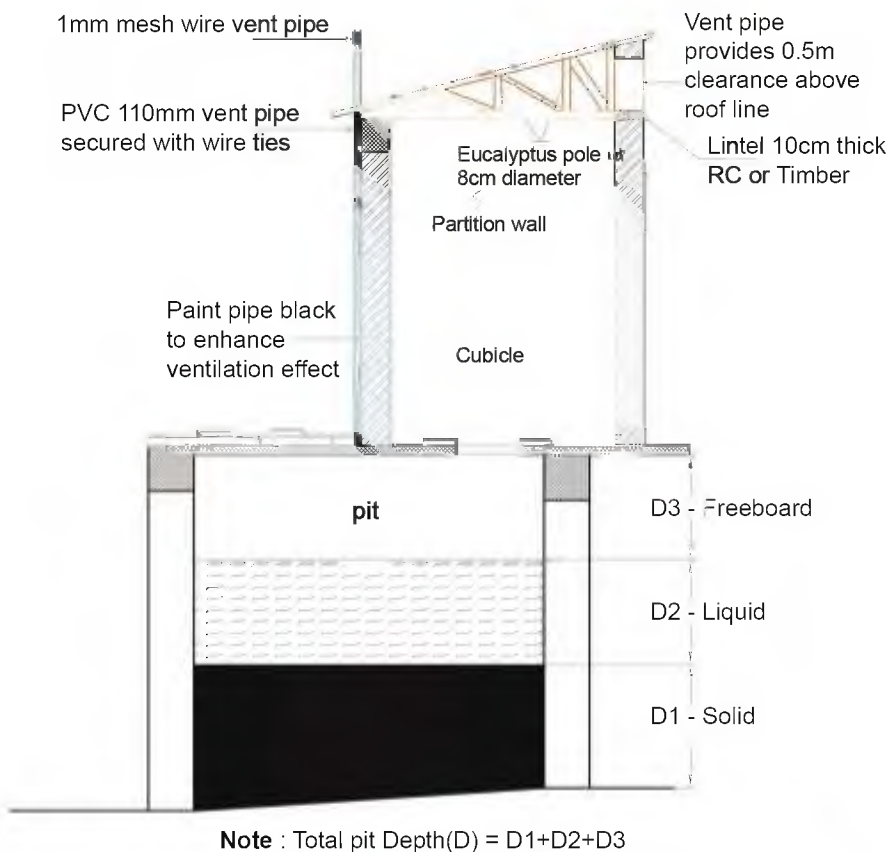 1mm mesh wire vent pipe
Vent pipe
provides 0.5m
clearance above
roof line
PVC 110mm vent pipe
secured with wire ties
Lintel 10cm thick
RC or Timber
Eucalyptus pole
8cm diameter
Partition wall
Paint pipe black
to enhance
ventilation effect
Cubicle
pit
D3 - Freeboard
D2 - Liquid
D1 - Solid
Note : Total pit Depth(D) = D1+D2+D3